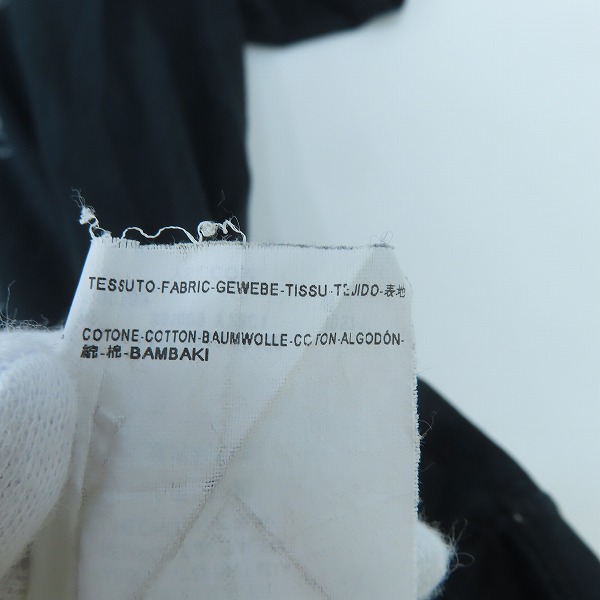 TESSUTO-FABRIC-GEWEBE-TISSU-TEJIDO-表地
COTONE-COTTON-BAUMWOLLE-COTON-ALGODÓN-
綿-棉-BAMBAKI